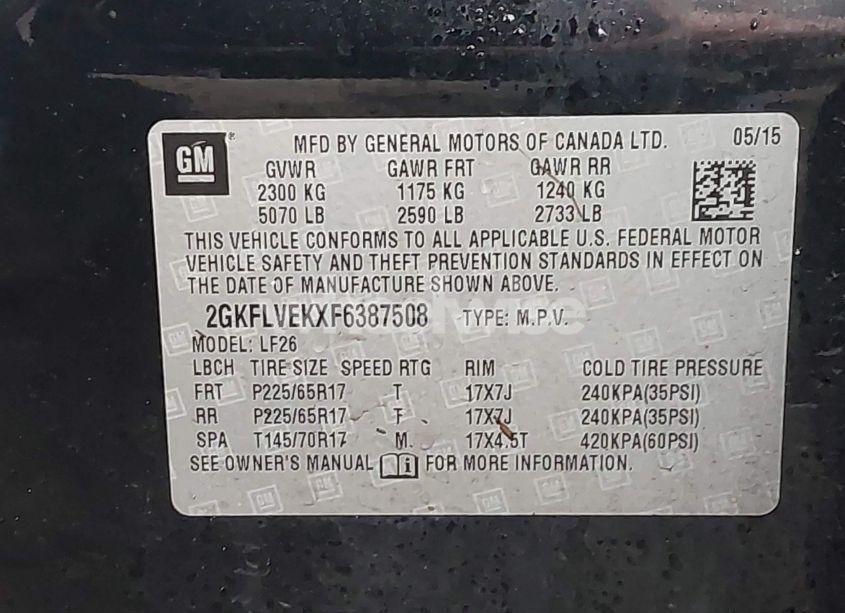 GM ® MFD BY GENERAL MOTORS OF CANADA LTD. 05/15
GVWR GAWR FRT GAWR RR
2300 KG 1175 KG 1240 KG
5070 LB 2590 LB 2733 LB
THIS VEHICLE CONFORMS TO ALL APPLICABLE U.S. FEDERAL MOTOR
VEHICLE SAFETY AND THEFT PREVENTION STANDARDS IN EFFECT ON
THE DATE OF MANUFACTURE SHOWN ABOVE.
2GKFLVEKXF6387508 TYPE: M.P.V.
MODEL: LF26
LBCH TIRE SIZE SPEED RTG RIM COLD TIRE PRESSURE
FRT P225/65R17 T 17X7J 240KPA(35PSI)
RR P225/65R17 T 17X7J 240KPA(35PSI)
SPA T145/70R17 M 17X4.5T 420KPA(60PSI)
SEE OWNER'S MANUAL FOR MORE INFORMATION.